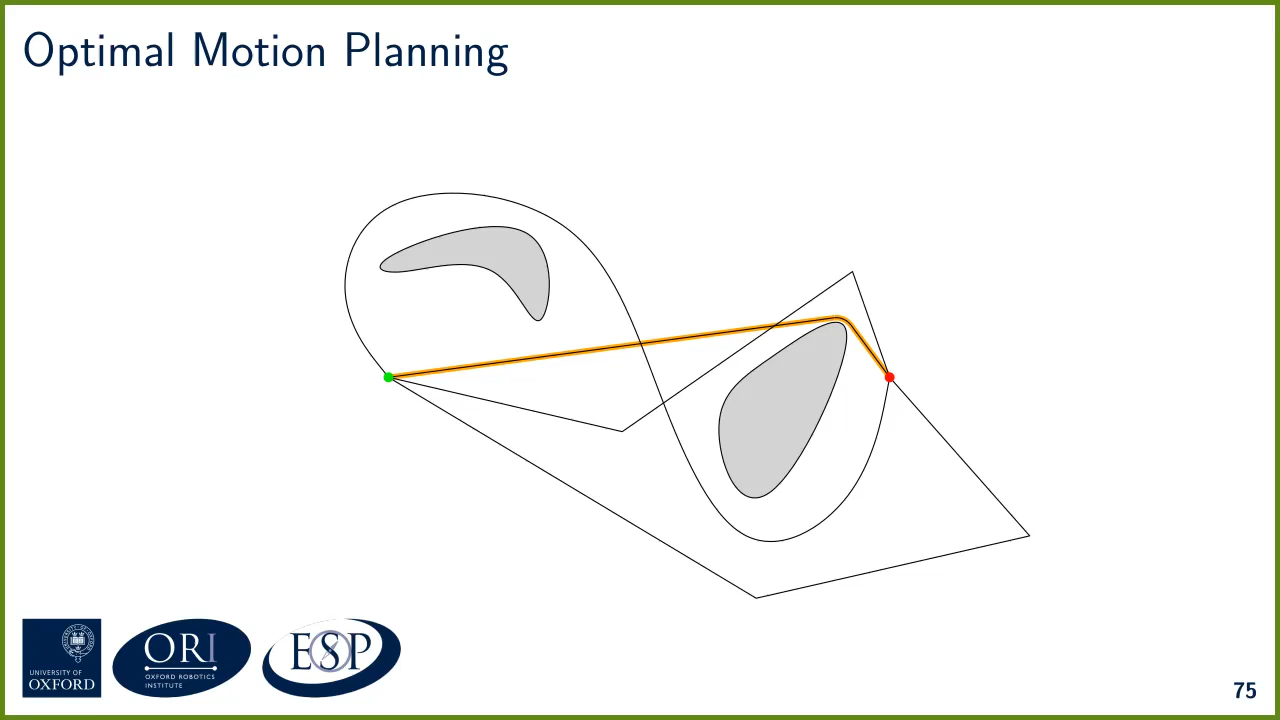 Optimal Motion Planning
UNIVERSITY OF
OXFORD
ORI
OXFORD ROBOTICS
INSTITUTE
ESP
75